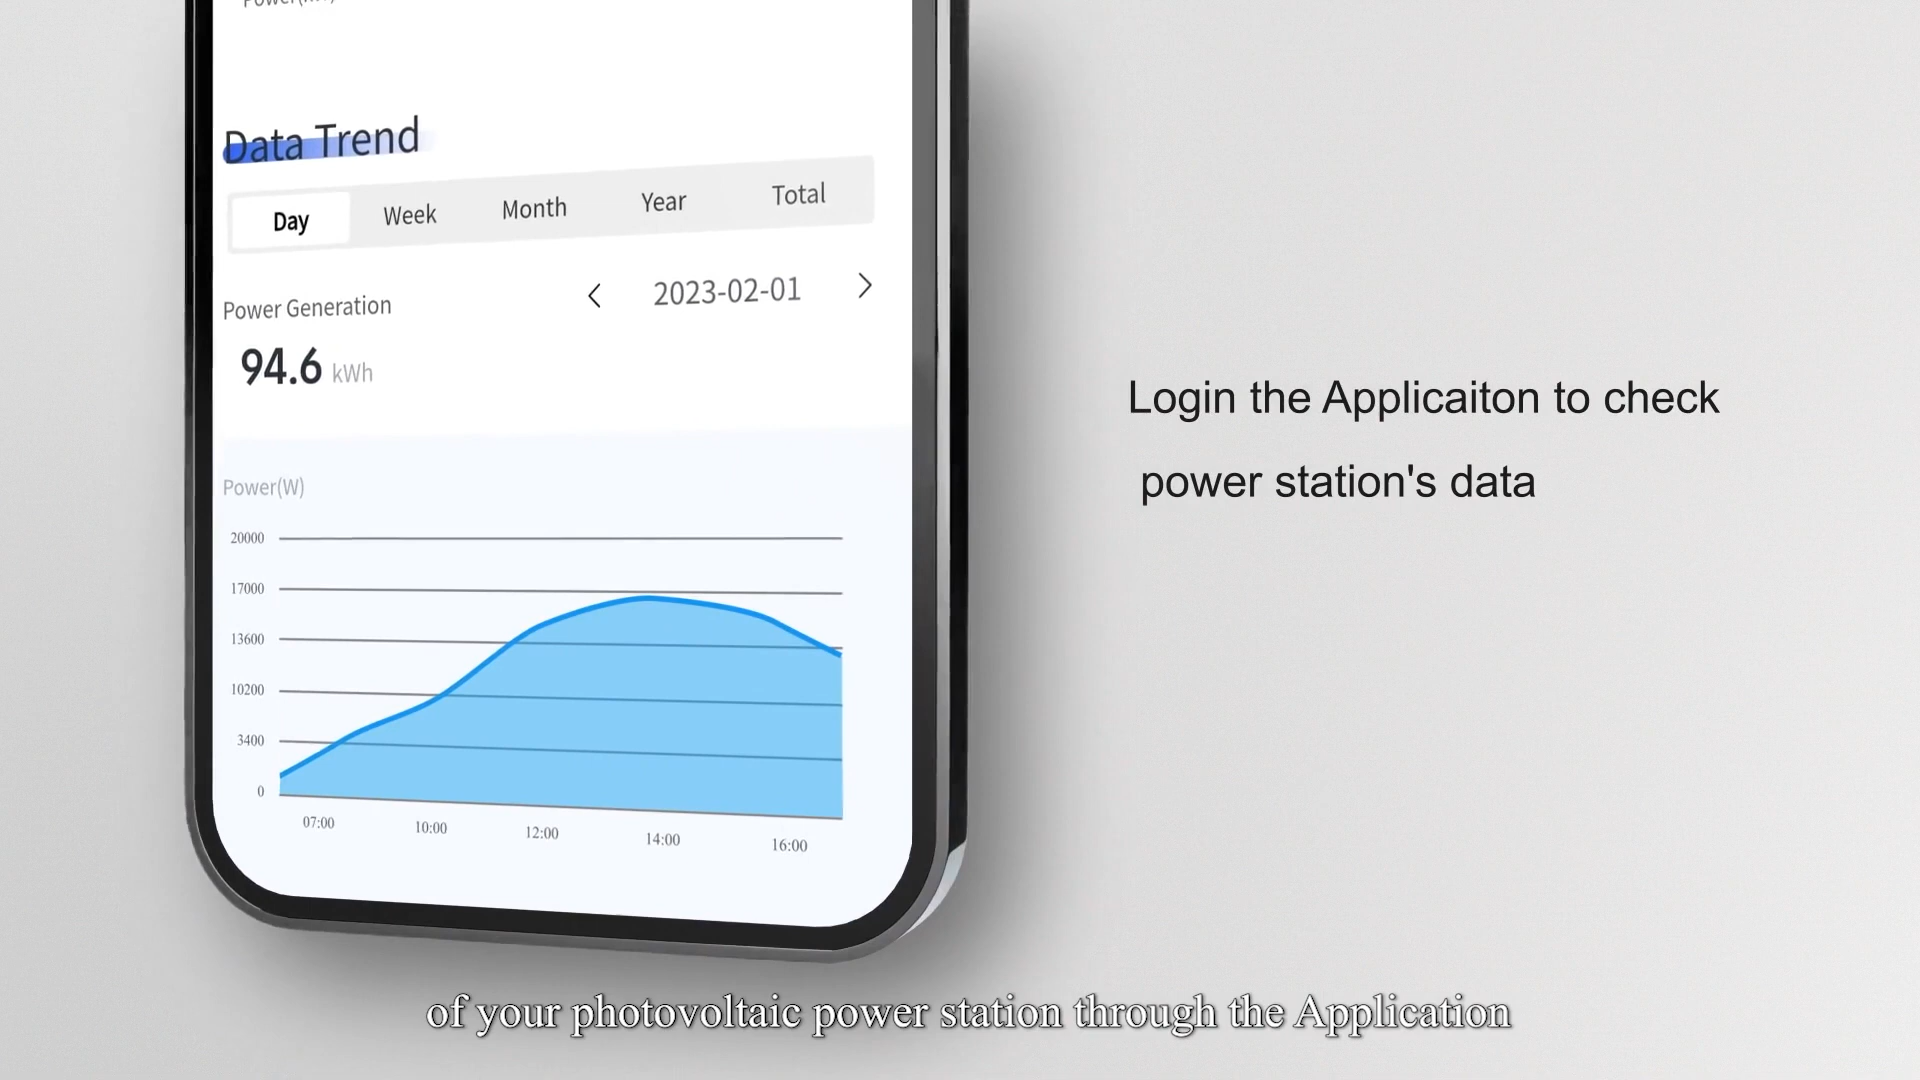 Data Trend
Day Week Month Year Total
Power Generation
2023-02-01
94.6 kWh
Power(W)
20000
17000
13600
10200
3400
0
07:00 10:00 12:00 14:00 16:00
Login the Applicaiton to check
power station's data
of your photovoltaic power station through the Application